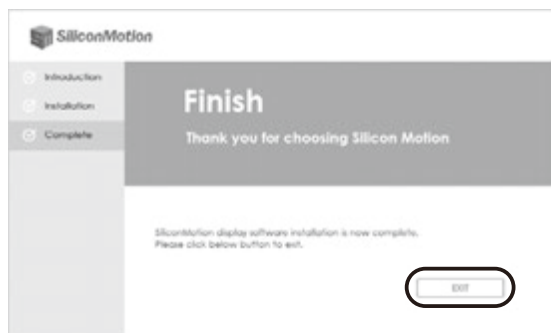 SiliconMotion
Introduction
Installation
Complete
Finish
Thank you for choosing Silicon Motion
SiliconMotion display software installation is now complete.
Please click below button to exit.
EXIT